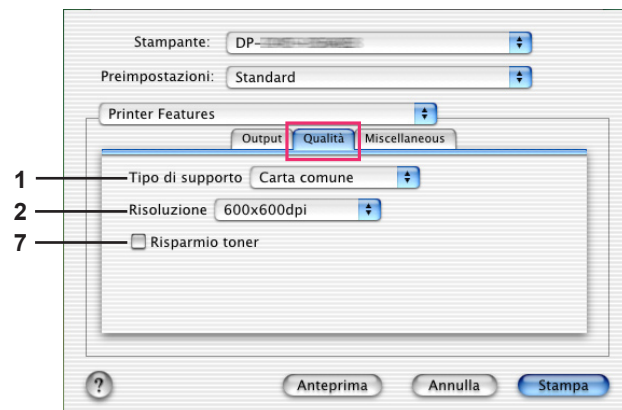 Stampante: DP-
Preimpostazioni: Standard
Printer Features
Output Qualità Miscellaneous
1 Tipo di supporto Carta comune
2 Risoluzione 600x600dpi
7 Risparmio toner
? Anteprima Annulla Stampa